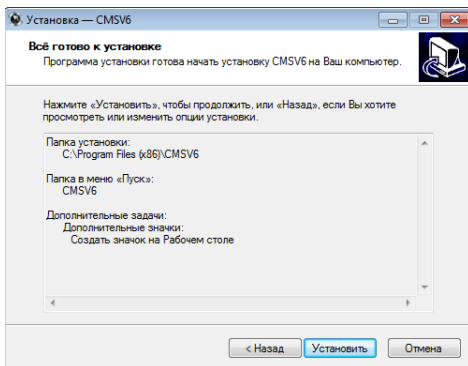 Установка — CMSV6
Всё готово к установке
Программа установки готова начать установку CMSV6 на Ваш компьютер.
Нажмите «Установить», чтобы продолжить, или «Назад», если Вы хотите
просмотреть или изменить опции установки.
Папка установки:
C:\Program Files (x86)\CMSV6
Папка в меню «Пуск»:
CMSV6
Дополнительные задачи:
Дополнительные значки:
Создать значок на Рабочем столе
< Назад
Установить
Отмена